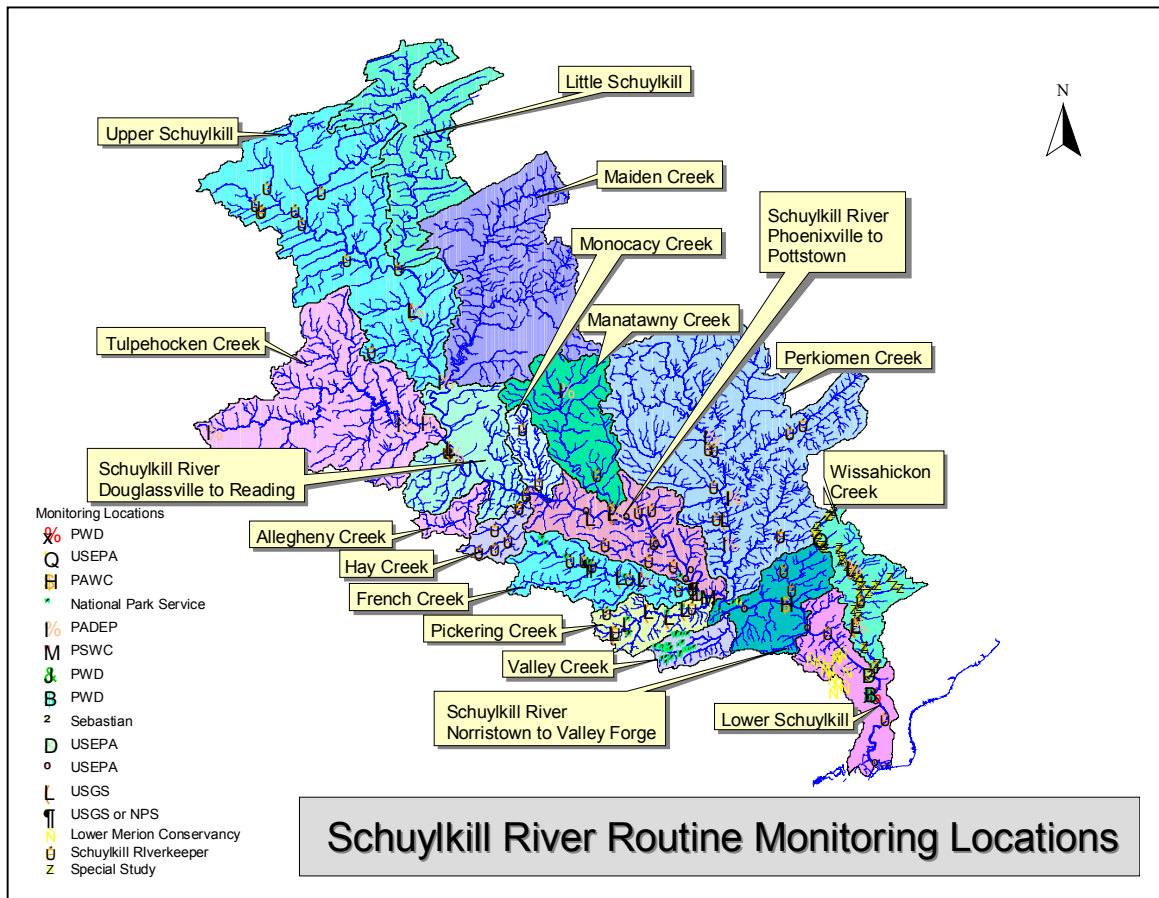 N
Little Schuylkill
Upper Schuylkill
Maiden Creek
Schuylkill River
Phoenixville to
Pottstown
Monocacy Creek
Manatawny Creek
Tulpehocken Creek
Perkiomen Creek
Schuylkill River
Douglassville to Reading
Wissahickon
Creek
Allegheny Creek
Hay Creek
French Creek
Pickering Creek
Valley Creek
Schuylkill River
Norristown to Valley Forge
Lower Schuylkill
Monitoring Locations
PWD
Q USEPA
H PAWC
National Park Service
PADEP
M PSWC
PWD
B PWD
² Sebastian
D USEPA
º USEPA
L USGS
¶ USGS or NPS
N Lower Merion Conservancy
Ú Schuylkill RIverkeeper
Z Special Study
Schuylkill River Routine Monitoring Locations